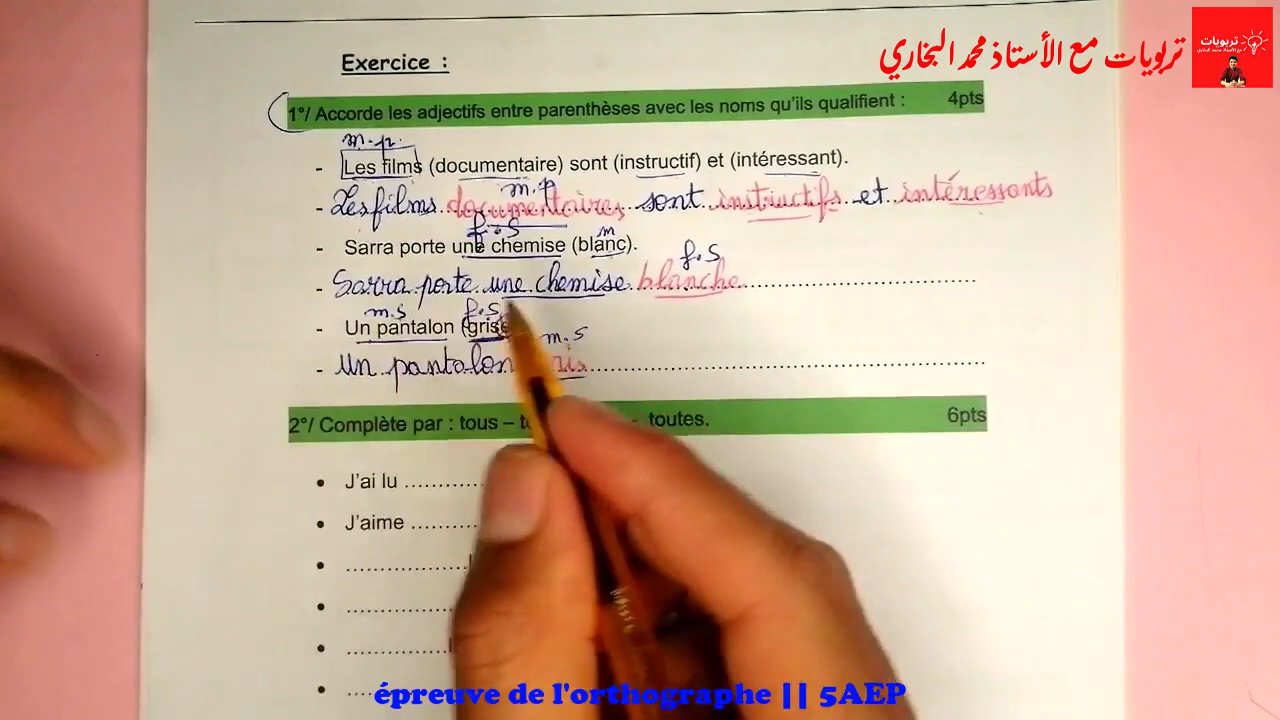 تربويات مع الأستاذ محمد البخاري
تربويات
Exercice :
1°/ Accorde les adjectifs entre parenthèses avec les noms qu'ils qualifient : 4pts
m.p.
- Les films (documentaire) sont (instructif) et (intéressant).
m.p
- Les films documentaires sont instructifs et intéressonts
f.s m
- Sarra porte une chemise (blanc).
f.s
- Sarra porte une chemise blanche
m.s f.s
- Un pantalon (grise
m.s
- Un pantalon ris
2°/ Complète par : tous – - toutes. 6pts
• J'ai lu
• J'aime
épreuve de l'orthographe || 5AEP